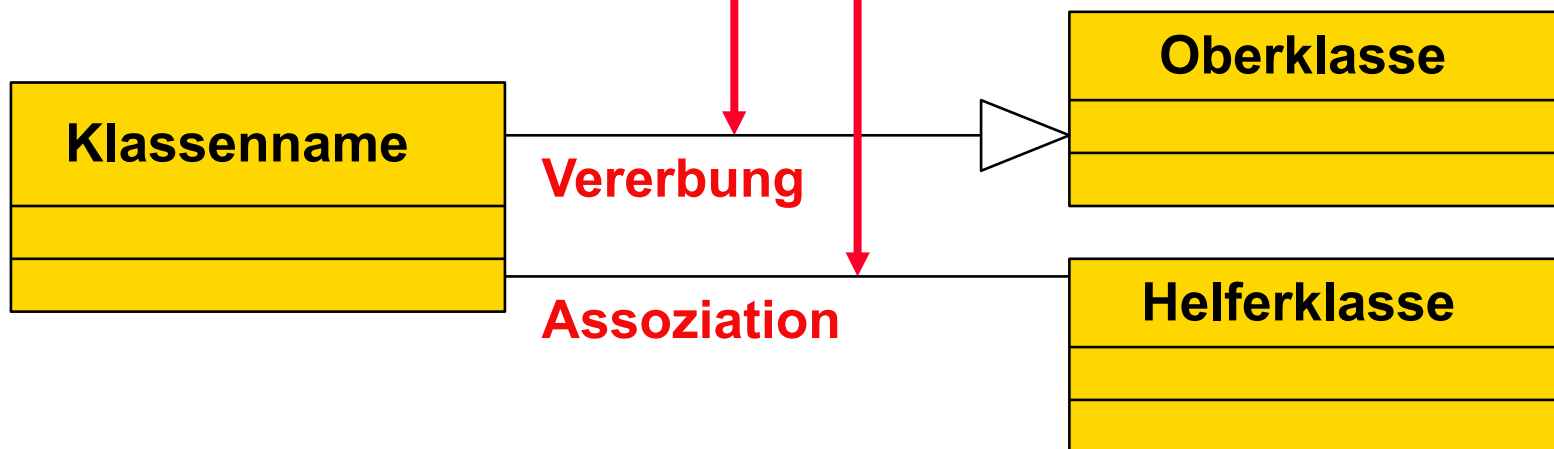 Oberklasse
Klassenname
Vererbung
Helferklasse
Assoziation